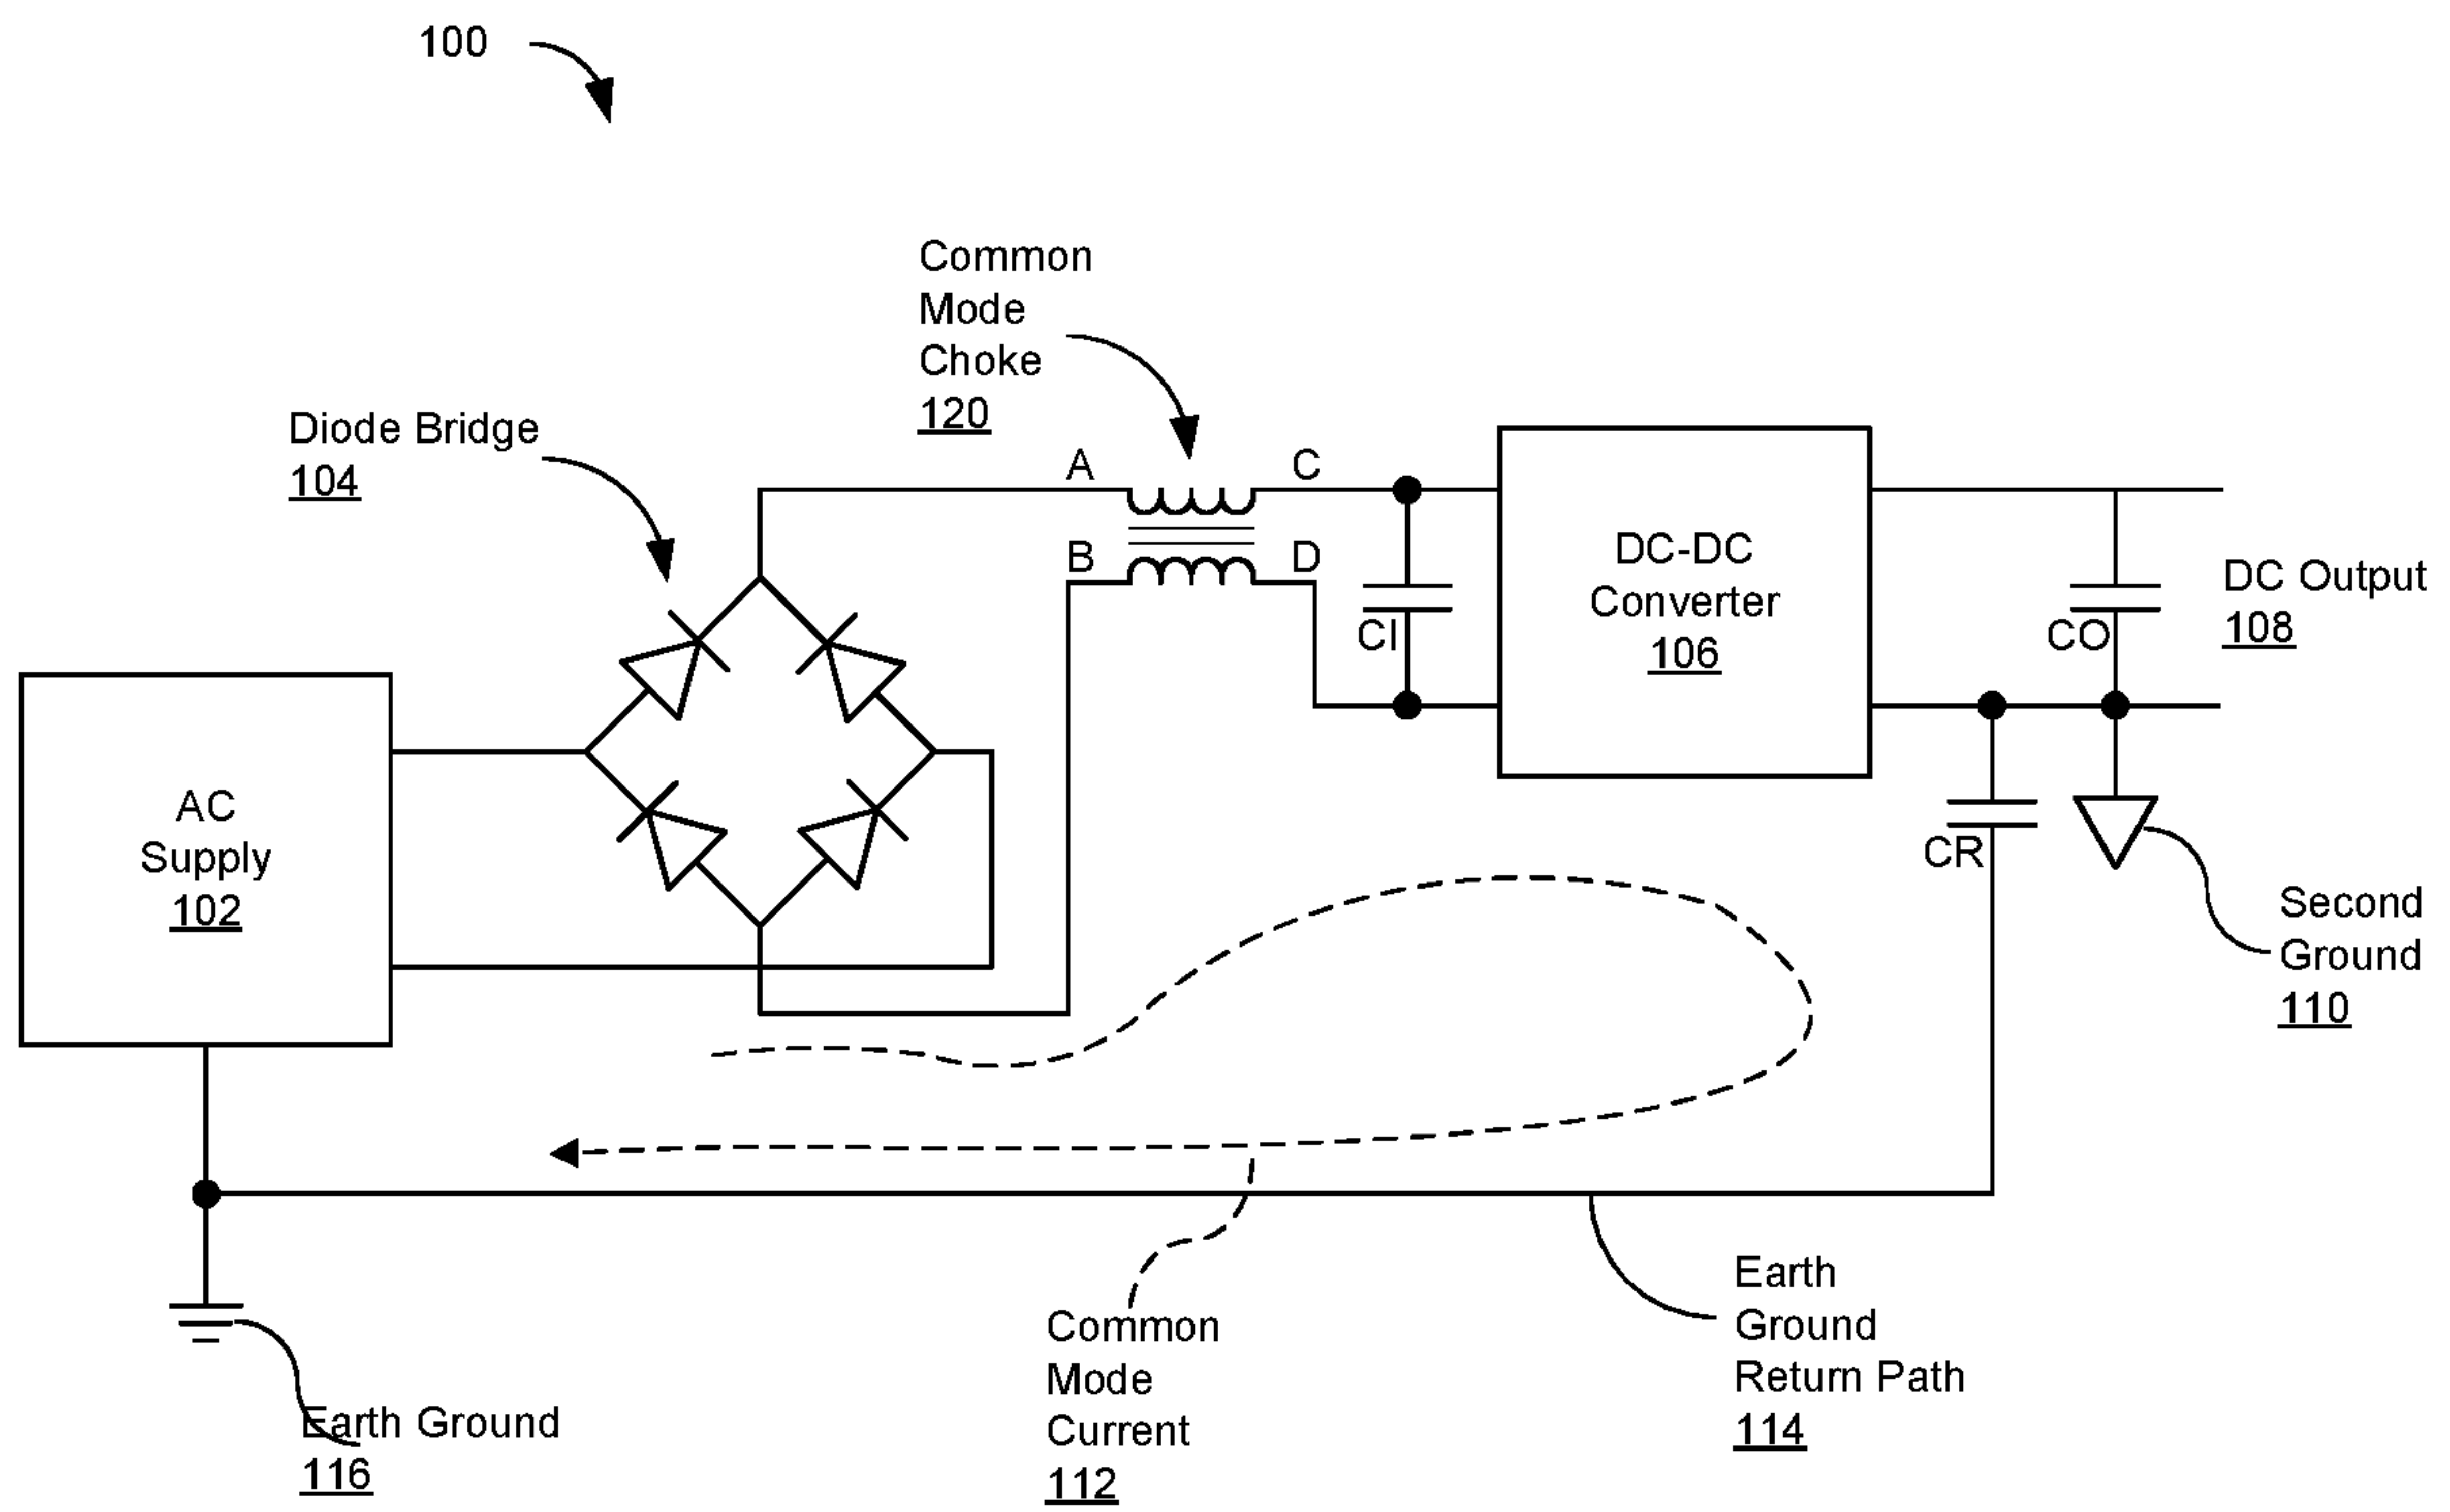 100
Common
Mode
Choke
120
Diode Bridge
104
A
C
B
D
DC-DC
Converter
106
CI
CO
DC Output
108
AC
Supply
102
CR
Second
Ground
110
Earth
Ground
Return Path
114
Common
Mode
Current
112
Earth Ground
116